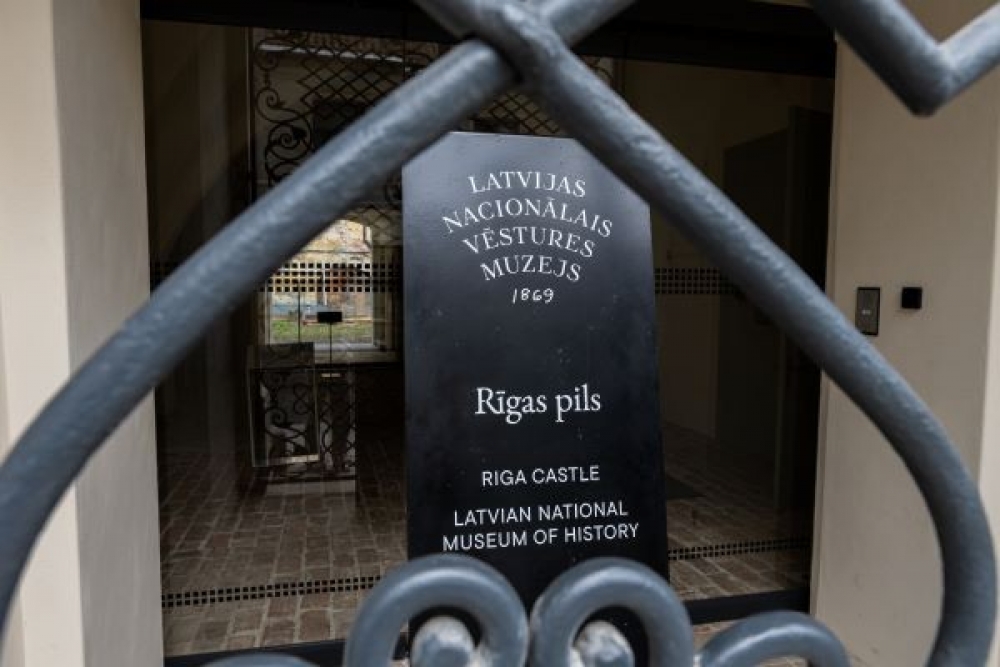 LATVIJAS
NACIONĀLAIS
VĒSTURES
MUZEJS
1869
Rīgas pils
RIGA CASTLE
LATVIAN NATIONAL
MUSEUM OF HISTORY